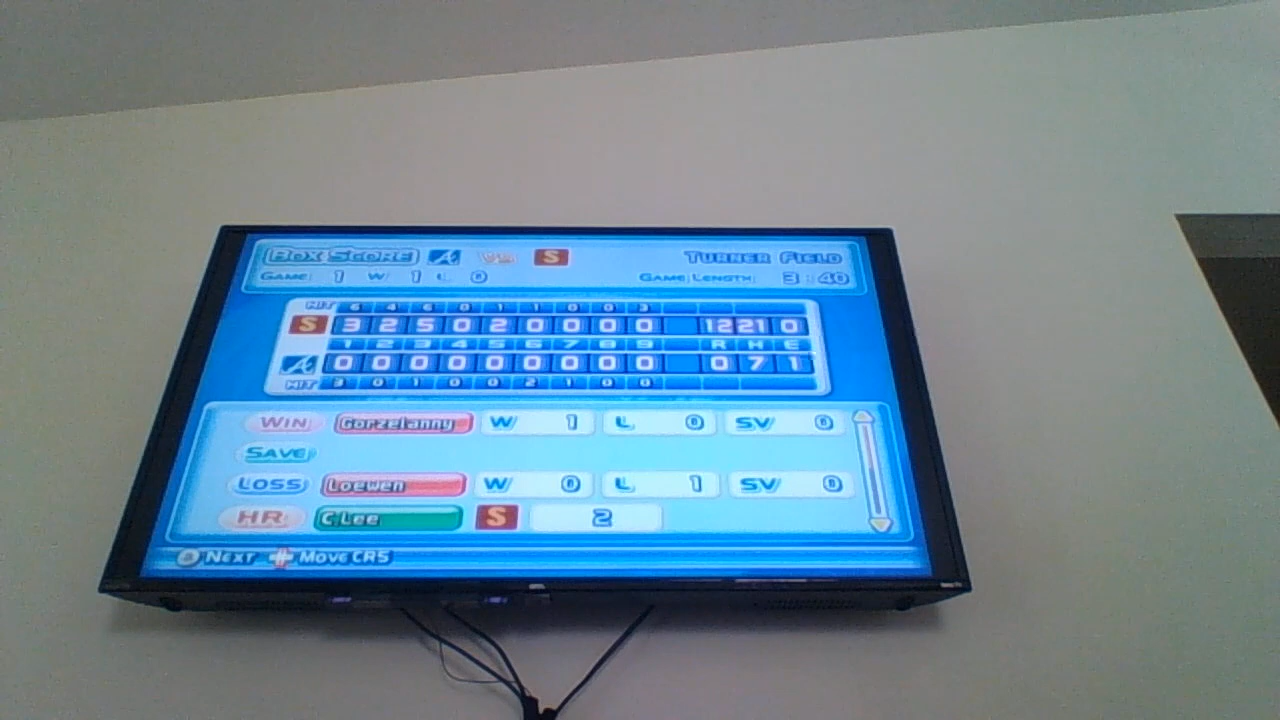 BOX SCORE A VS S TURNER FIELD
GAME: 1 W 1 L 0 GAME LENGTH: 3:40
HIT 6 4 6 0 1 1 0 0 3
S 3 2 5 0 2 0 0 0 0 12 21 0
1 2 3 4 5 6 7 8 9 R H E
A 0 0 0 0 0 0 0 0 0 0 7 1
HIT 3 0 1 0 0 2 1 0 0
WIN Gorzelanny W 1 L 0 SV 0
SAVE
LOSS Loewen W 0 L 1 SV 0
HR C.Lee S 2
A NEXT MOVE CRS